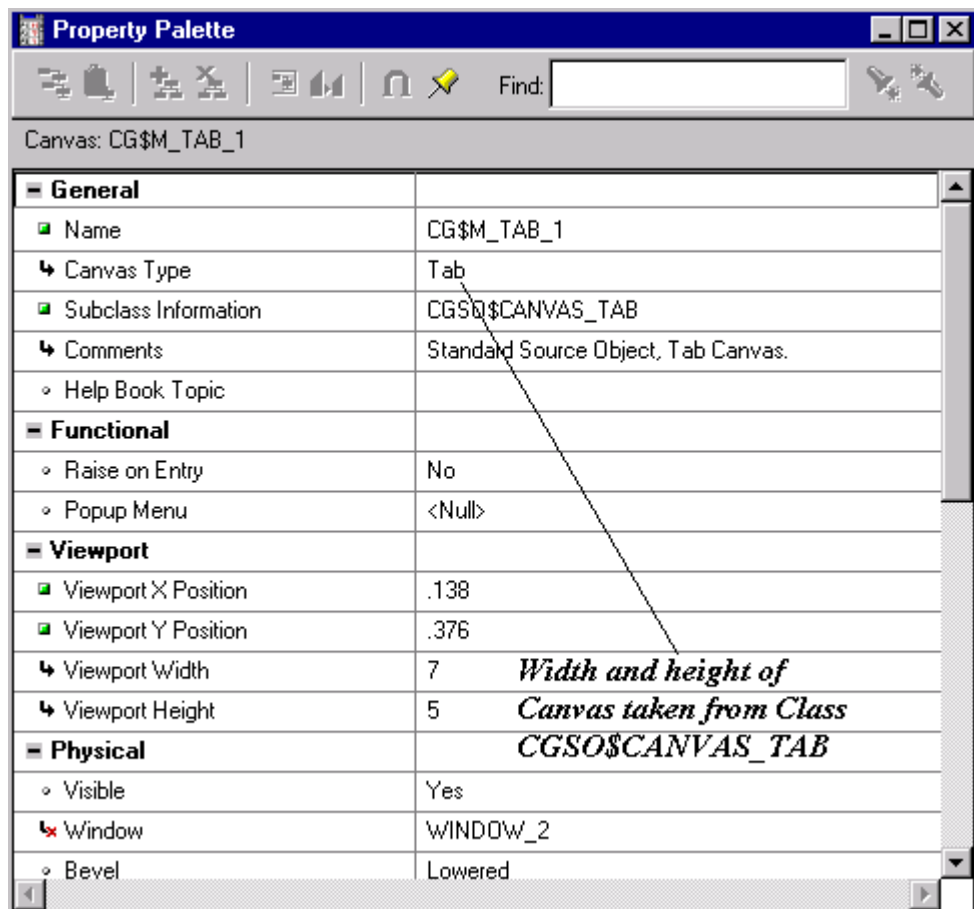 Property Palette
Find:
Canvas: CG$M_TAB_1
General
Name CG$M_TAB_1
Canvas Type Tab
Subclass Information CGSO$CANVAS_TAB
Comments Standard Source Object, Tab Canvas.
Help Book Topic
Functional
Raise on Entry No
Popup Menu <Null>
Viewport
Viewport X Position .138
Viewport Y Position .376
Viewport Width 7
Viewport Height 5
Width and height of
Canvas taken from Class
CGSO$CANVAS_TAB
Physical
Visible Yes
Window WINDOW_2
Bevel Lowered